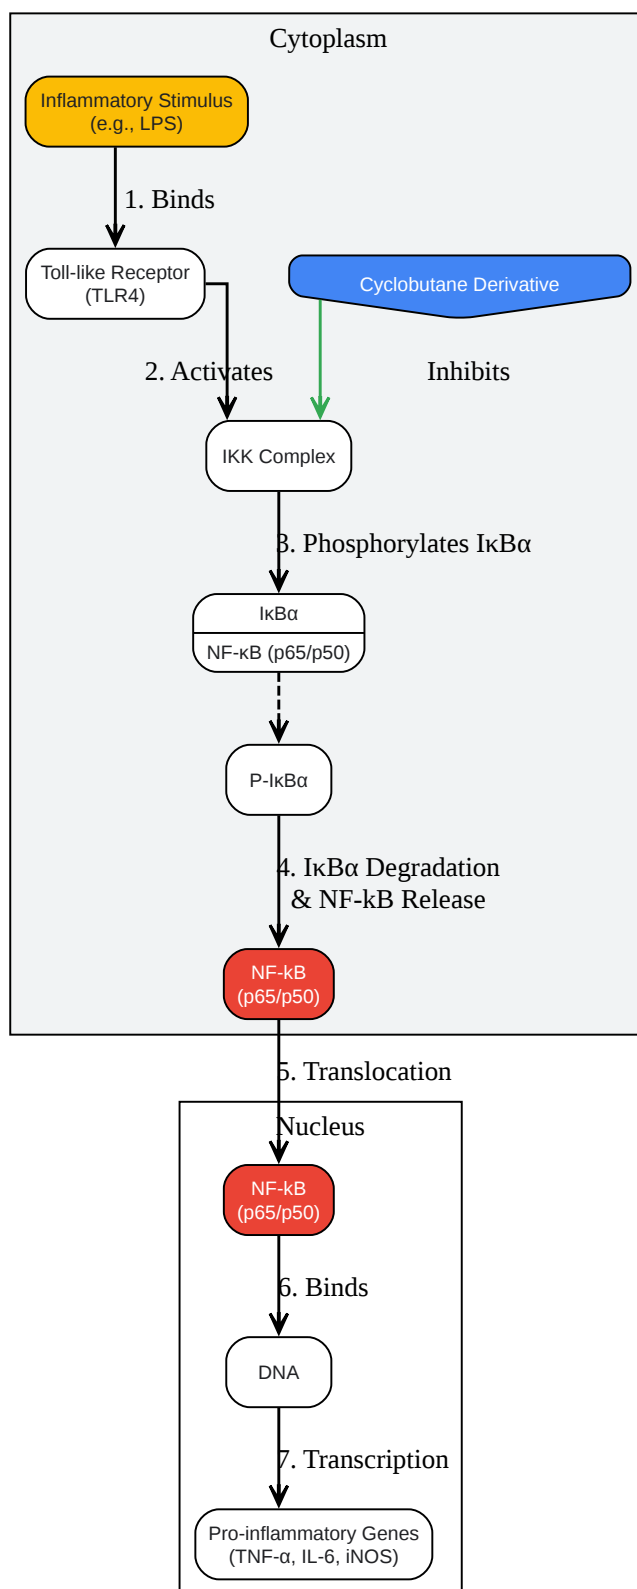 Cytoplasm
Inflammatory Stimulus
(e.g., LPS)
1. Binds
Toll-like Receptor
(TLR4)
Cyclobutane Derivative
2. Activates
Inhibits
IKK Complex
3. Phosphorylates IκBα
IκBα
NF-κB (p65/p50)
P-IκBα
4. IκBα Degradation
& NF-kB Release
NF-kB
(p65/p50)
5. Translocation
Nucleus
NF-kB
(p65/p50)
6. Binds
DNA
7. Transcription
Pro-inflammatory Genes
(TNF-α, IL-6, iNOS)